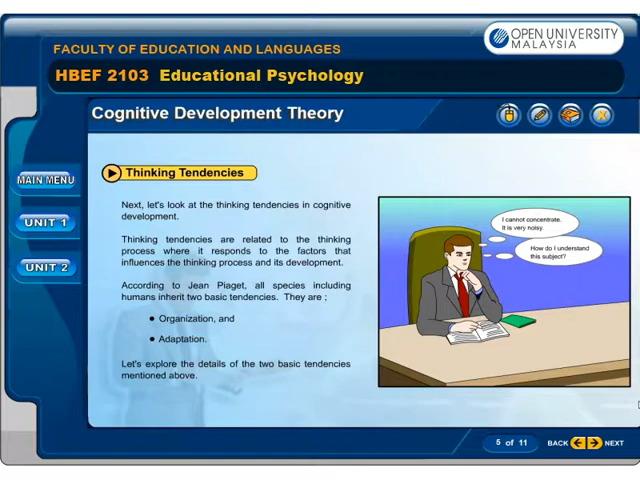 OPEN UNIVERSITY
MALAYSIA
FACULTY OF EDUCATION AND LANGUAGES
HBEF 2103 Educational Psychology
Cognitive Development Theory
MAIN MENU
UNIT 1
UNIT 2
Thinking Tendencies
Next, let's look at the thinking tendencies in cognitive
development.
Thinking tendencies are related to the thinking
process where it responds to the factors that
influences the thinking process and its development.
According to Jean Piaget, all species including
humans inherit two basic tendencies. They are ;
● Organization, and
● Adaptation.
Let's explore the details of the two basic tendencies
mentioned above.
I cannot concentrate.
It is very noisy.
How do I understand
this subject?
5 of 11
BACK NEXT